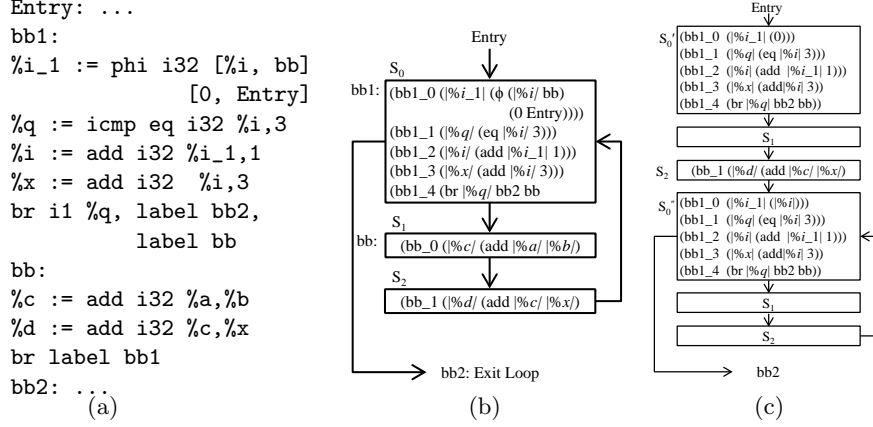 Entry: ...
bb1:
%i_1 := phi i32 [%i, bb]
[0, Entry]
%q := icmp eq i32 %i,3
%i := add i32 %i_1,1
%x := add i32 %i,3
br i1 %q, label bb2,
label bb
bb:
%c := add i32 %a,%b
%d := add i32 %c,%x
br label bb1
bb2: ...
(a)
Entry
S0
bb1:
(bb1_0 (|%i_1| (ϕ (|%i/ bb)
(0 Entry))))
(bb1_1 (|%q/ (eq |%i/ 3)))
(bb1_2 (|%i/ (add |%i_1| 1)))
(bb1_3 (|%x/ (add |%i/ 3)))
(bb1_4 (br |%q/ bb2 bb
S1
bb:
(bb_0 (|%c/ (add |%a/ |%b/)
S2
(bb_1 (|%d/ (add |%c/ |%x/)
bb2: Exit Loop
(b)
Entry
S0'
(bb1_0 (|%i_1| (0)))
(bb1_1 (|%q| (eq |%i| 3)))
(bb1_2 (|%i| (add |%i_1| 1)))
(bb1_3 (|%x| (add|%i| 3))
(bb1_4 (br |%q| bb2 bb))
S1
S2
(bb_1 (|%d/ (add |%c/ |%x/)
S0"
(bb1_0 (|%i_1| (|%i|)))
(bb1_1 (|%q| (eq |%i| 3)))
(bb1_2 (|%i| (add |%i_1| 1)))
(bb1_3 (|%x| (add|%i| 3))
(bb1_4 (br |%q| bb2 bb))
S1
S2
bb2
(c)